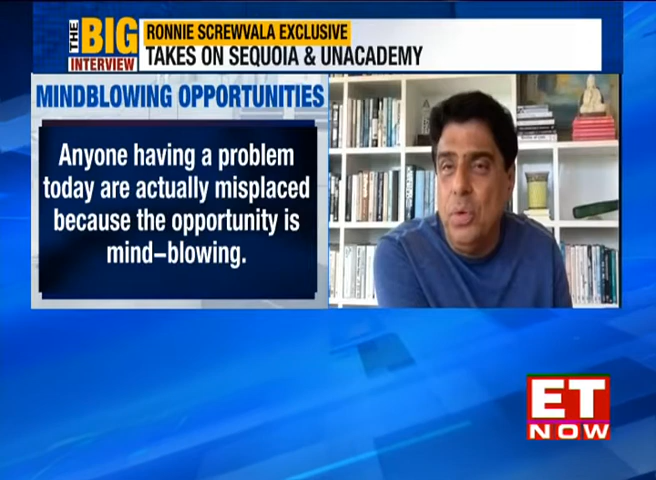 THE
BIG
INTERVIEW
RONNIE SCREWVALA EXCLUSIVE
TAKES ON SEQUOIA & UNACADEMY
MINDBLOWING OPPORTUNITIES
Anyone having a problem
today are actually misplaced
because the opportunity is
mind–blowing.
ET
NOW